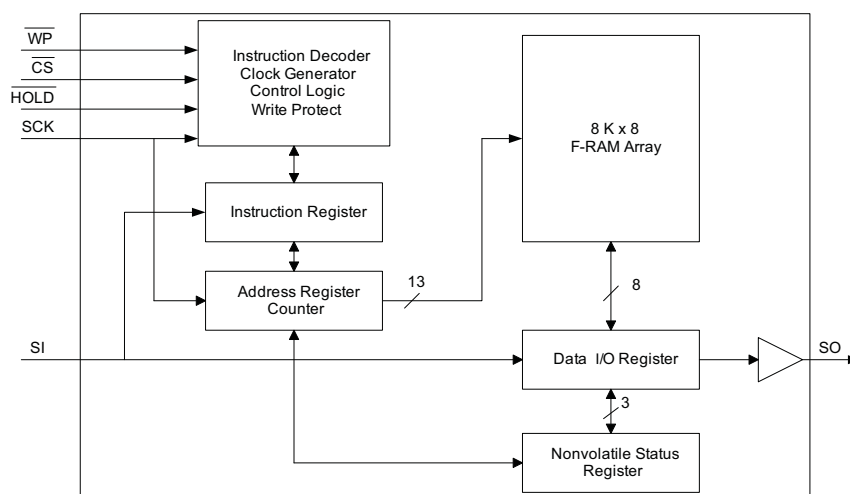 WP
CS
HOLD
SCK
Instruction Decoder
Clock Generator
Control Logic
Write Protect
8 K x 8
F-RAM Array
Instruction Register
Address Register
Counter
13
8
SI
Data I/O Register
SO
3
Nonvolatile Status
Register